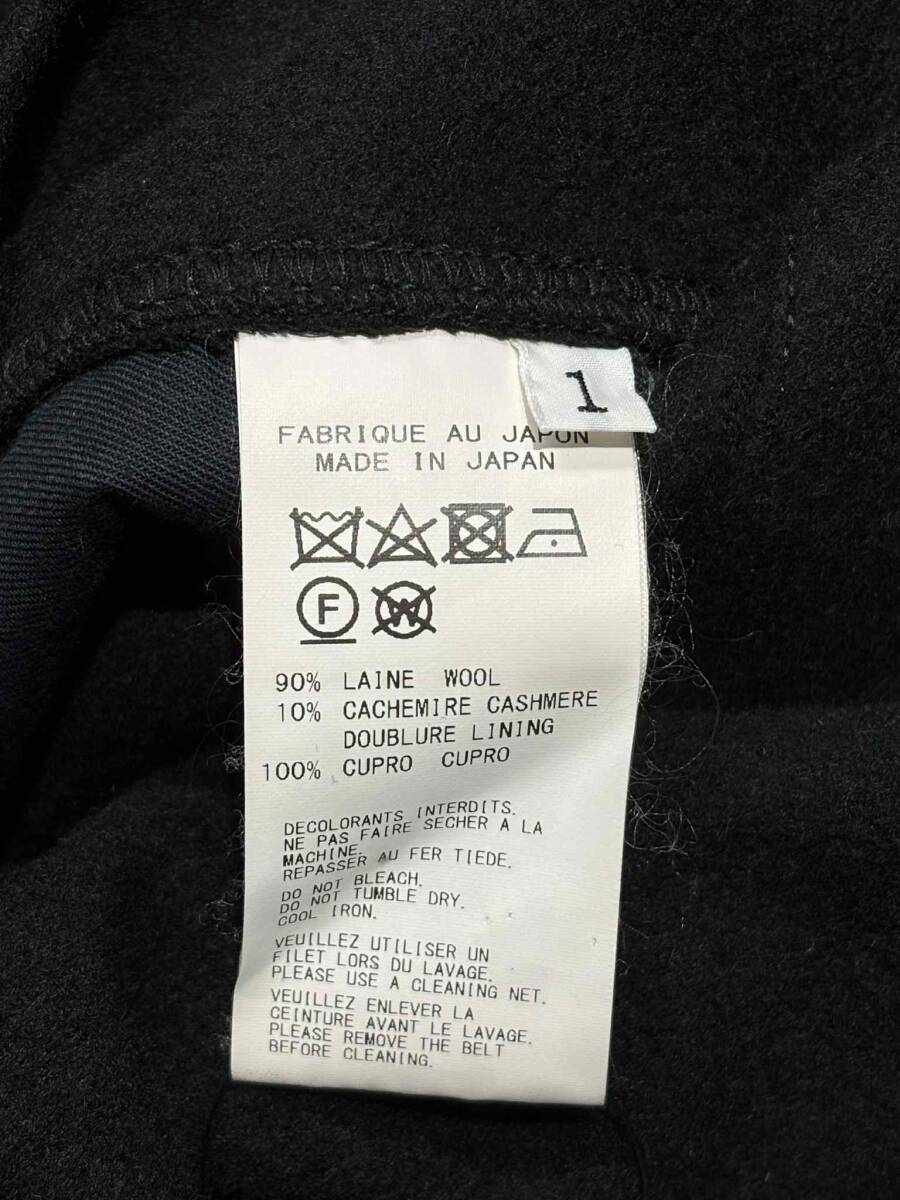 1
FABRIQUE AU JAPON
MADE IN JAPAN
F
W
90% LAINE WOOL
10% CACHEMIRE CASHMERE
DOUBLURE LINING
100% CUPRO CUPRO
DECOLORANTS INTERDITS.
NE PAS FAIRE SECHER A LA
MACHINE.
REPASSER AU FER TIEDE.
DO NOT BLEACH.
DO NOT TUMBLE DRY.
COOL IRON.
VEUILLEZ UTILISER UN
FILET LORS DU LAVAGE.
PLEASE USE A CLEANING NET.
VEUILLEZ ENLEVER LA
CEINTURE AVANT LE LAVAGE.
PLEASE REMOVE THE BELT
BEFORE CLEANING.